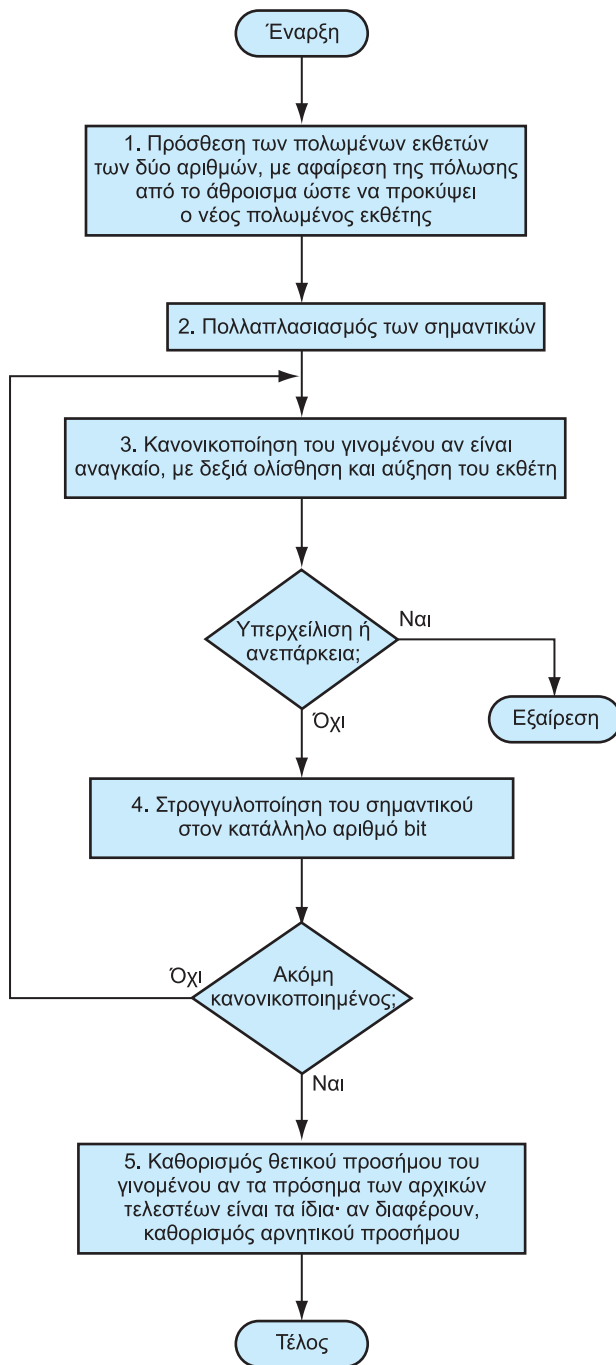 Έναρξη
1. Πρόσθεση των πολωμένων εκθετών
των δύο αριθμών, με αφαίρεση της πόλωσης
από το άθροισμα ώστε να προκύψει
ο νέος πολωμένος εκθέτης
2. Πολλαπλασιασμός των σημαντικών
3. Κανονικοποίηση του γινομένου αν είναι
αναγκαίο, με δεξιά ολίσθηση και αύξηση του εκθέτη
Υπερχείλιση ή
ανεπάρκεια;
Ναι
Εξαίρεση
Όχι
4. Στρογγυλοποίηση του σημαντικού
στον κατάλληλο αριθμό bit
Όχι
Ακόμη
κανονικοποιημένος;
Ναι
5. Καθορισμός θετικού προσήμου του
γινομένου αν τα πρόσημα των αρχικών
τελεστέων είναι τα ίδια· αν διαφέρουν,
καθορισμός αρνητικού προσήμου
Τέλος